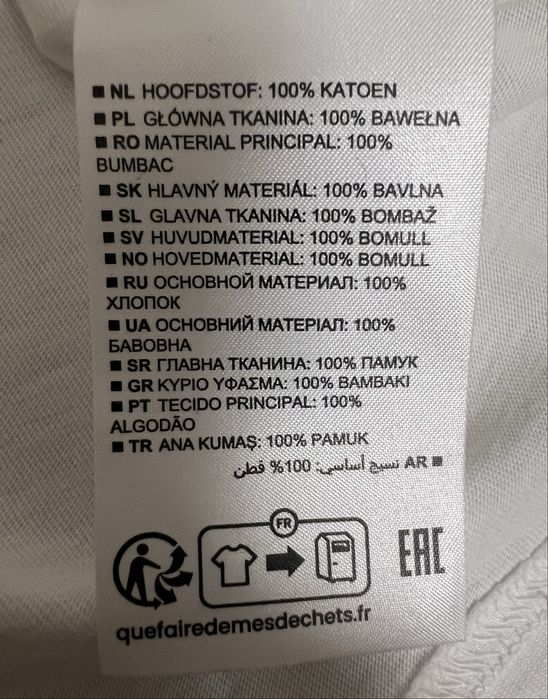 ■ NL HOOFDSTOF: 100% KATOEN
■ PL GŁÓWNA TKANINA: 100% BAWEŁNA
■ RO MATERIAL PRINCIPAL: 100%
BUMBAC
■ SK HLAVNÝ MATERIÁL: 100% BAVLNA
■ SL GLAVNA TKANINA: 100% BOMBAŽ
■ SV HUVUDMATERIAL: 100% BOMULL
■ NO HOVEDMATERIAL: 100% BOMULL
■ RU ОСНОВНОЙ МАТЕРИАЛ: 100%
ХЛОПОК
■ UA ОСНОВНИЙ МАТЕРІАЛ: 100%
БАВОВНА
■ SR ГЛАВНА ТКАНИНА: 100% ПАМУК
■ GR ΚΥΡΙΟ ΥΦΑΣΜΑ: 100% ΒΑΜΒΑΚΙ
■ PT TECIDO PRINCIPAL: 100%
ALGODÃO
■ TR ANA KUMAŞ: 100% PAMUK
■ AR نسيج أساسي: 100% قطن
FR
EAC
quefairedemesdechets.fr